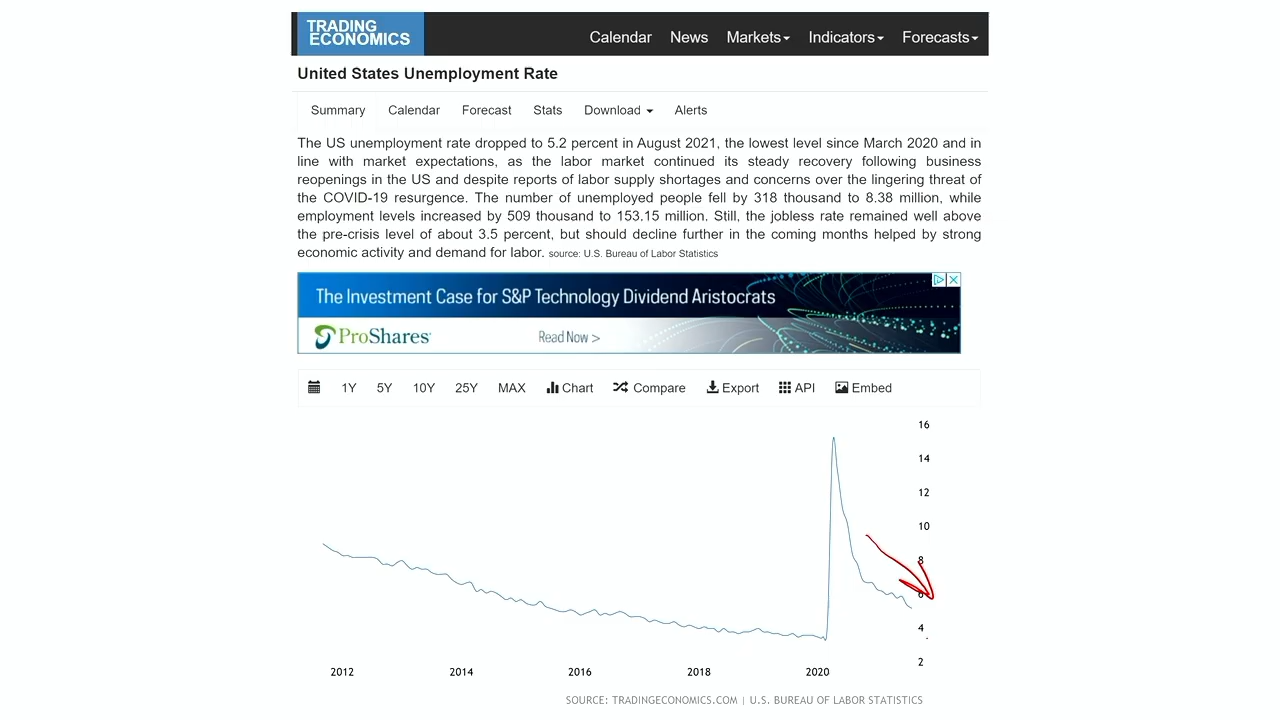 TRADING
ECONOMICS
Calendar News Markets Indicators Forecasts
United States Unemployment Rate
Summary Calendar Forecast Stats Download Alerts
The US unemployment rate dropped to 5.2 percent in August 2021, the lowest level since March 2020 and in
line with market expectations, as the labor market continued its steady recovery following business
reopenings in the US and despite reports of labor supply shortages and concerns over the lingering threat of
the COVID-19 resurgence. The number of unemployed people fell by 318 thousand to 8.38 million, while
employment levels increased by 509 thousand to 153.15 million. Still, the jobless rate remained well above
the pre-crisis level of about 3.5 percent, but should decline further in the coming months helped by strong
economic activity and demand for labor. source: U.S. Bureau of Labor Statistics
The Investment Case for S&P Technology Dividend Aristocrats
ProShares Read Now >
1Y 5Y 10Y 25Y MAX Chart Compare Export API Embed
16
14
12
10
8
6
4
2
2012 2014 2016 2018 2020
SOURCE: TRADINGECONOMICS.COM | U.S. BUREAU OF LABOR STATISTICS